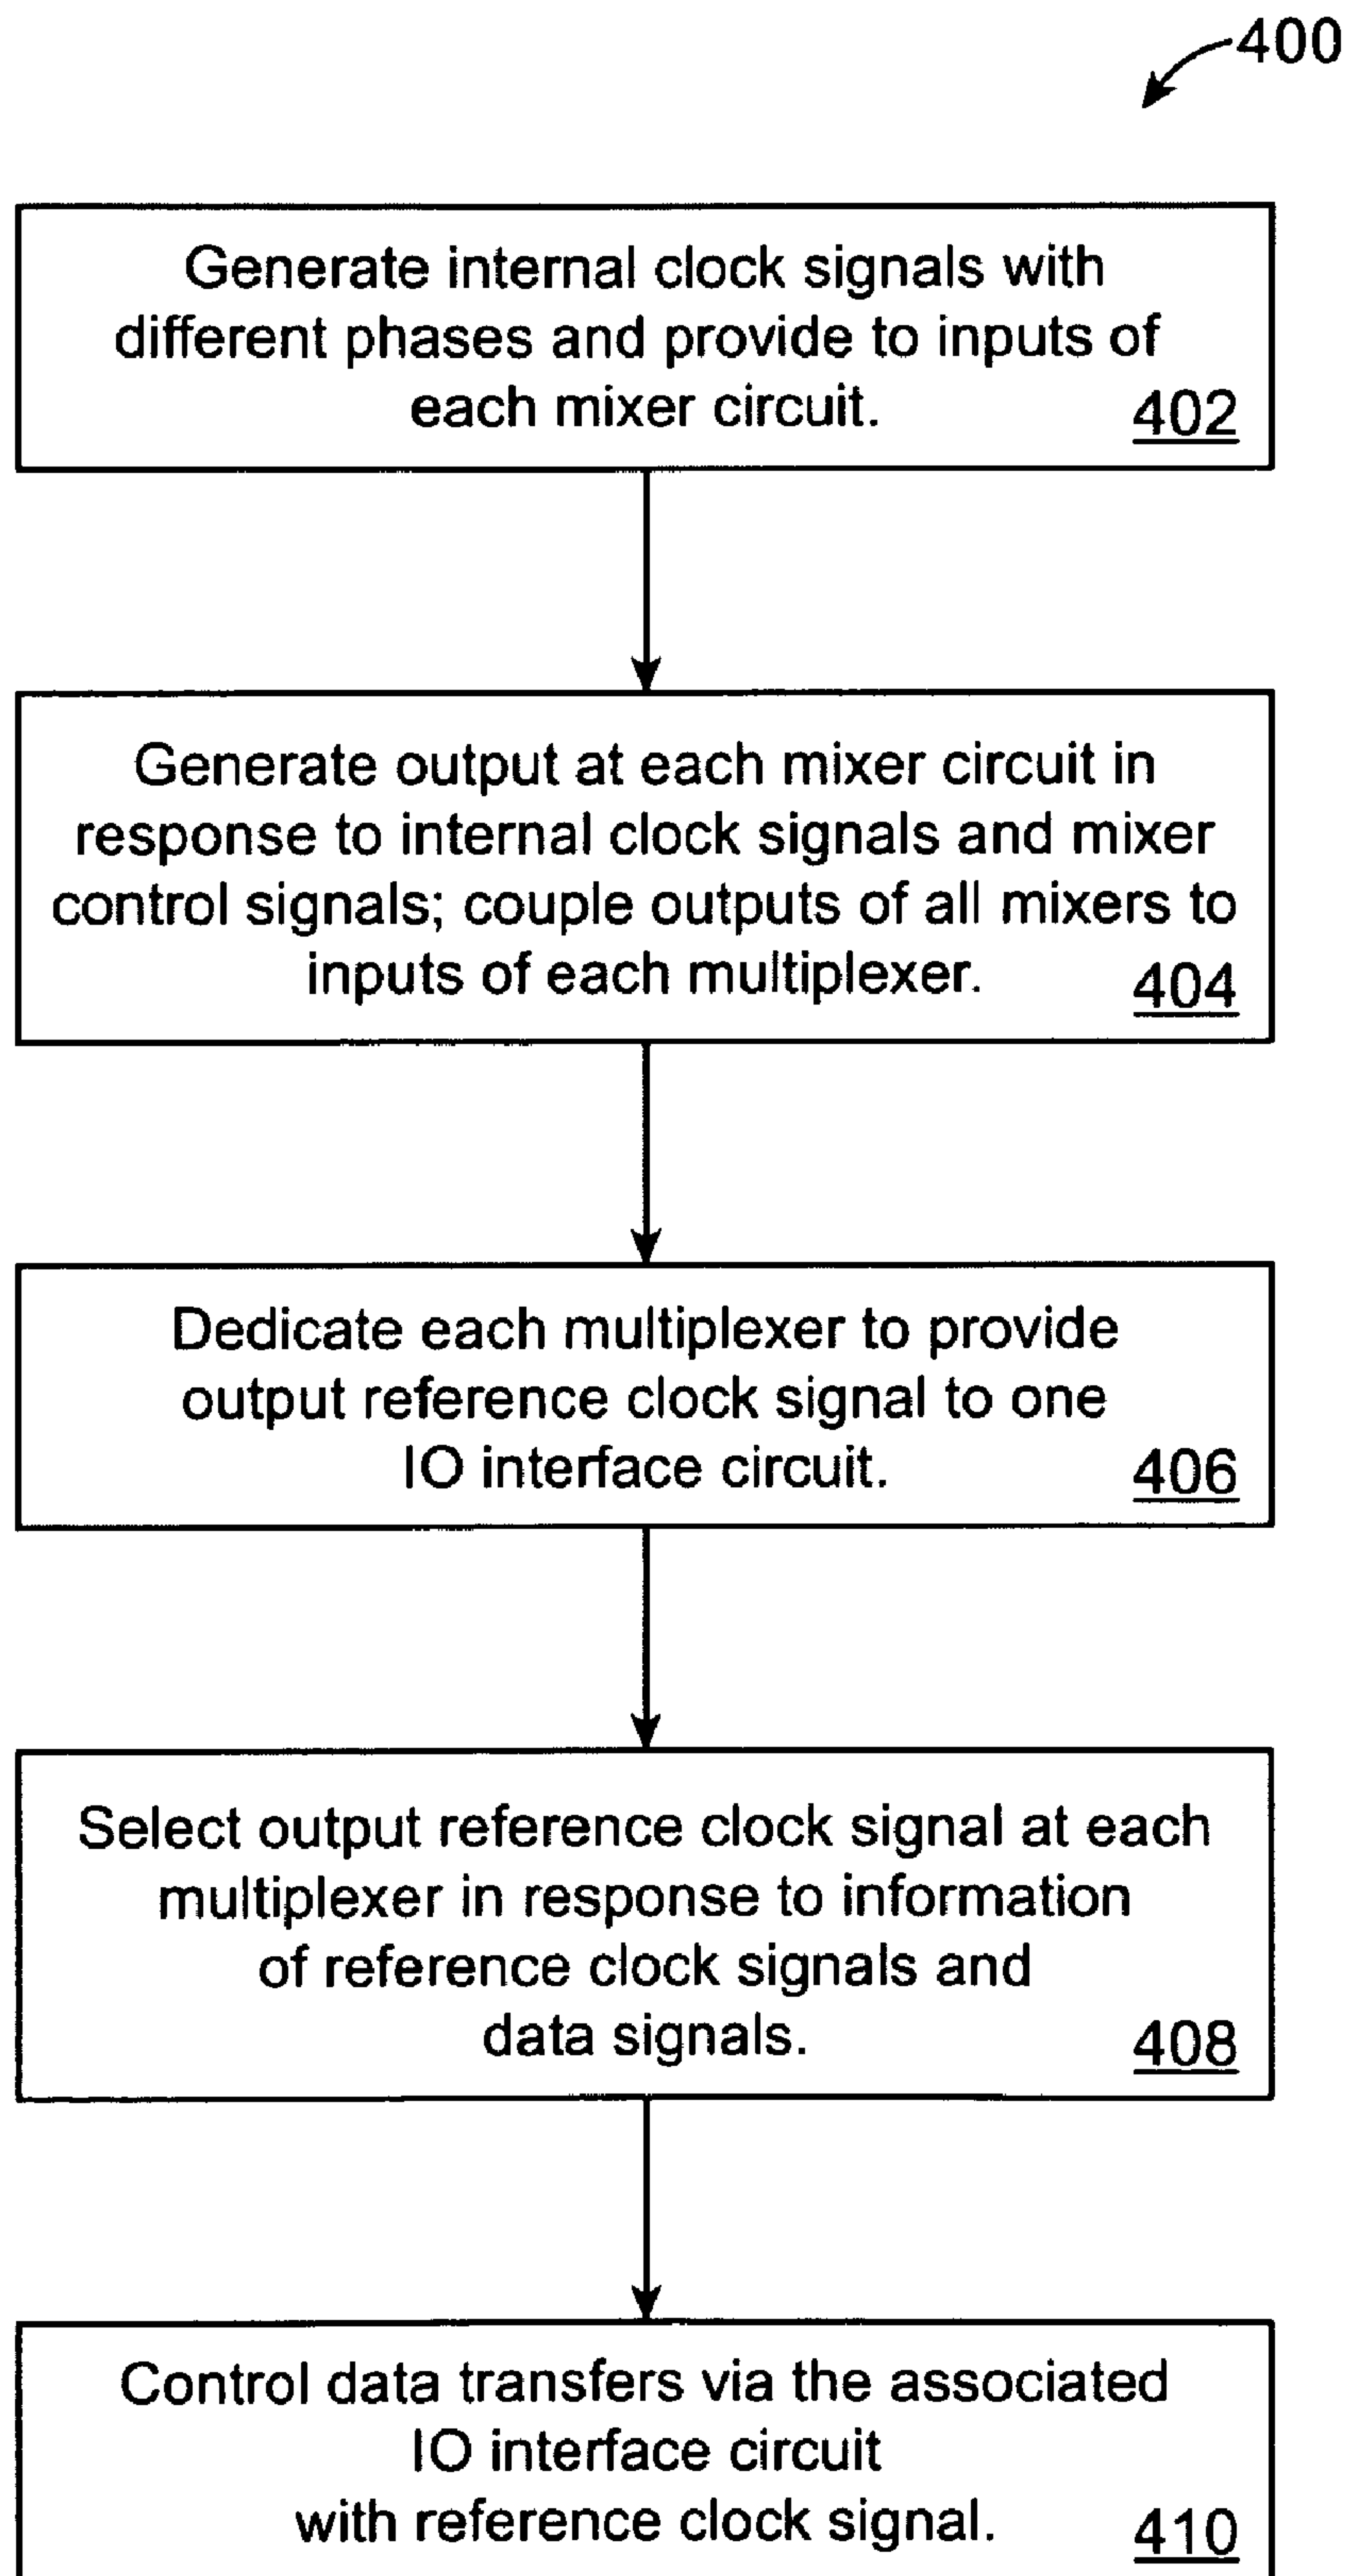 400
Generate internal clock signals with
different phases and provide to inputs of
each mixer circuit.
402
Generate output at each mixer circuit in
response to internal clock signals and mixer
control signals; couple outputs of all mixers to
inputs of each multiplexer.
404
Dedicate each multiplexer to provide
output reference clock signal to one
IO interface circuit.
406
Select output reference clock signal at each
multiplexer in response to information
of reference clock signals and
data signals.
408
Control data transfers via the associated
IO interface circuit
with reference clock signal.
410